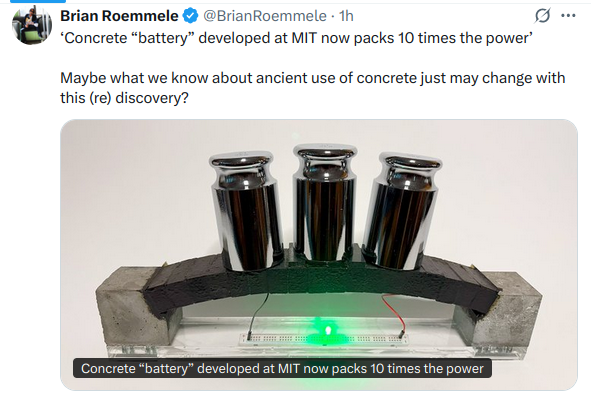 Brian Roemmele @BrianRoemmele · 1h
‘Concrete “battery” developed at MIT now packs 10 times the power’
Maybe what we know about ancient use of concrete just may change with
this (re) discovery?
Concrete “battery” developed at MIT now packs 10 times the power